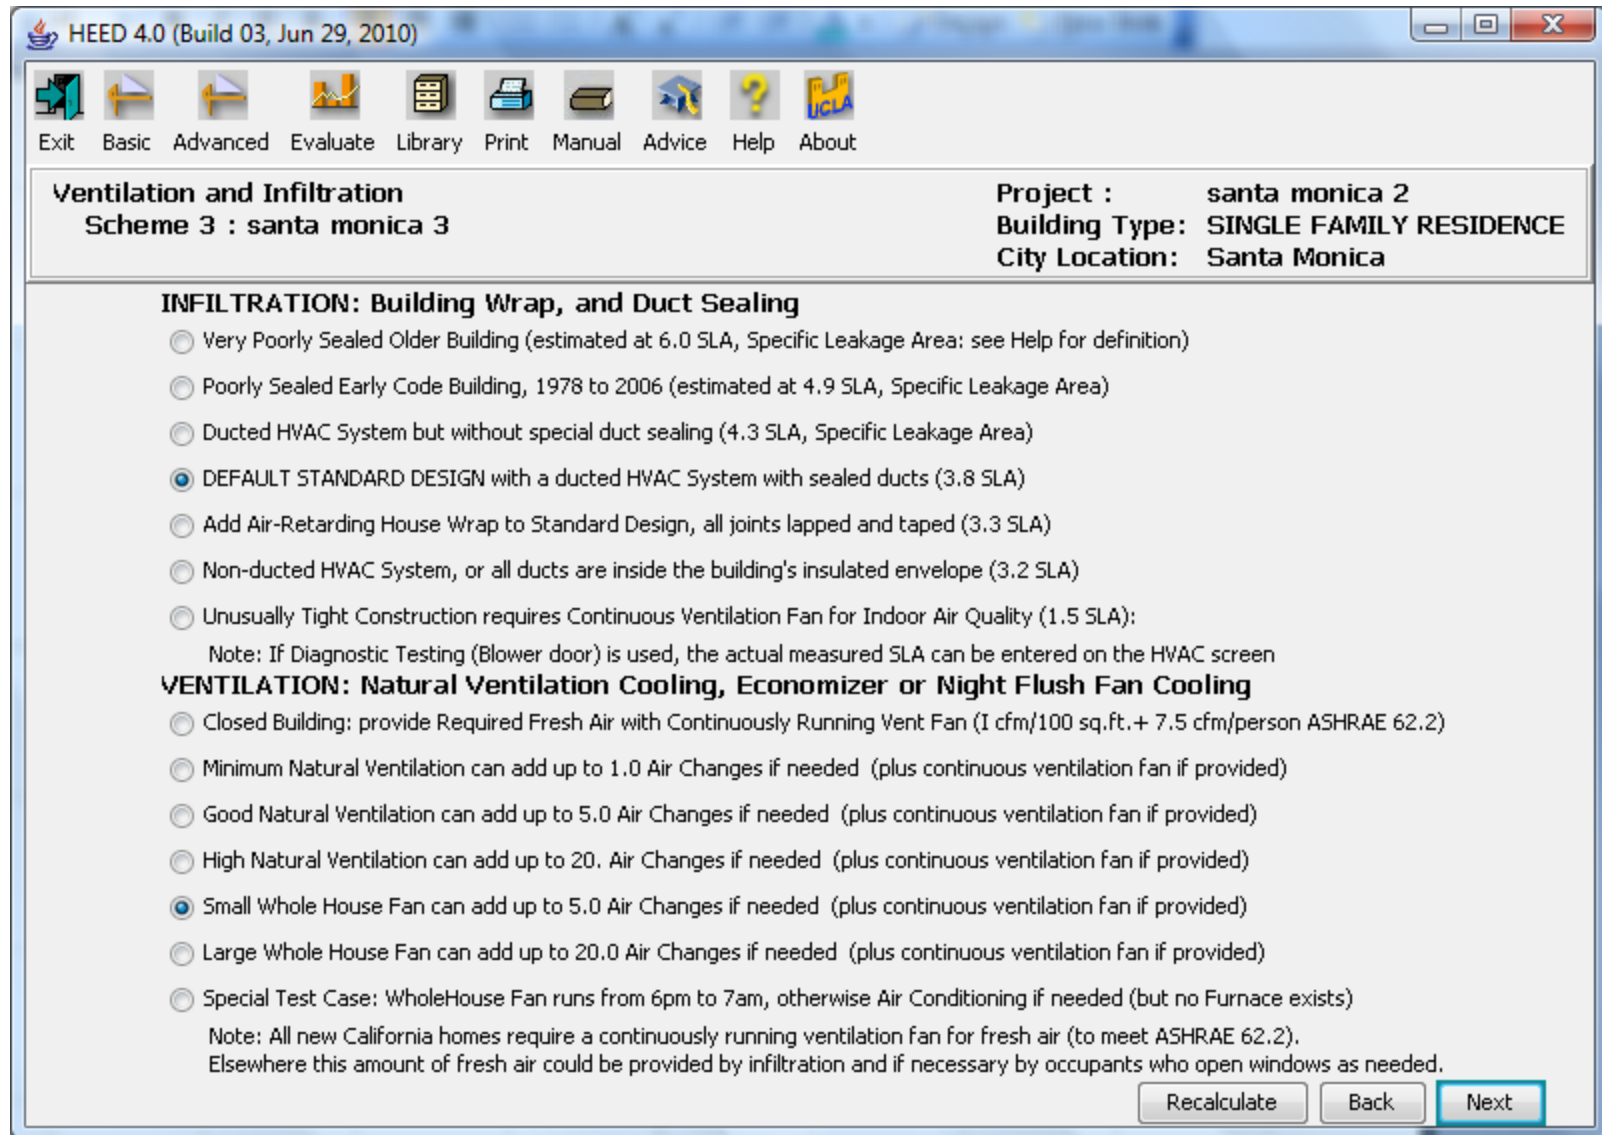 HEED 4.0 (Build 03, Jun 29, 2010)
UCLA
Exit Basic Advanced Evaluate Library Print Manual Advice Help About
Ventilation and Infiltration
Scheme 3 : santa monica 3
Project : santa monica 2
Building Type: SINGLE FAMILY RESIDENCE
City Location: Santa Monica
INFILTRATION: Building Wrap, and Duct Sealing
Very Poorly Sealed Older Building (estimated at 6.0 SLA, Specific Leakage Area: see Help for definition)
Poorly Sealed Early Code Building, 1978 to 2006 (estimated at 4.9 SLA, Specific Leakage Area)
Ducted HVAC System but without special duct sealing (4.3 SLA, Specific Leakage Area)
DEFAULT STANDARD DESIGN with a ducted HVAC System with sealed ducts (3.8 SLA)
Add Air-Retarding House Wrap to Standard Design, all joints lapped and taped (3.3 SLA)
Non-ducted HVAC System, or all ducts are inside the building's insulated envelope (3.2 SLA)
Unusually Tight Construction requires Continuous Ventilation Fan for Indoor Air Quality (1.5 SLA):
Note: If Diagnostic Testing (Blower door) is used, the actual measured SLA can be entered on the HVAC screen
VENTILATION: Natural Ventilation Cooling, Economizer or Night Flush Fan Cooling
Closed Building: provide Required Fresh Air with Continuously Running Vent Fan (I cfm/100 sq.ft.+ 7.5 cfm/person ASHRAE 62.2)
Minimum Natural Ventilation can add up to 1.0 Air Changes if needed (plus continuous ventilation fan if provided)
Good Natural Ventilation can add up to 5.0 Air Changes if needed (plus continuous ventilation fan if provided)
High Natural Ventilation can add up to 20. Air Changes if needed (plus continuous ventilation fan if provided)
Small Whole House Fan can add up to 5.0 Air Changes if needed (plus continuous ventilation fan if provided)
Large Whole House Fan can add up to 20.0 Air Changes if needed (plus continuous ventilation fan if provided)
Special Test Case: WholeHouse Fan runs from 6pm to 7am, otherwise Air Conditioning if needed (but no Furnace exists)
Note: All new California homes require a continuously running ventilation fan for fresh air (to meet ASHRAE 62.2).
Elsewhere this amount of fresh air could be provided by infiltration and if necessary by occupants who open windows as needed.
Recalculate Back Next